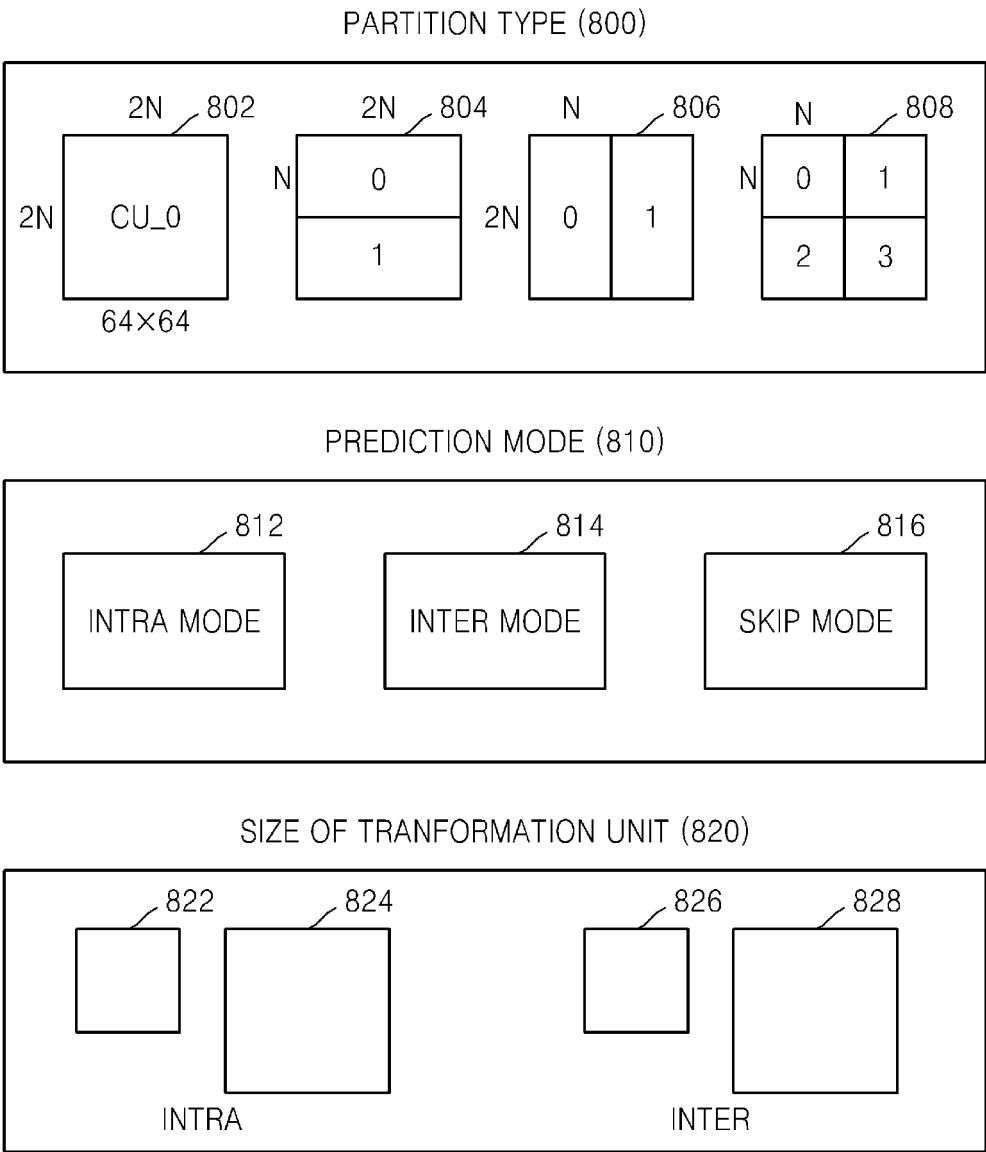 PARTITION TYPE (800)
2N 802 2N 804 N 806 N 808
2N CU_0 N 0 2N 0 1 N 0 1
1 2 3
64×64
PREDICTION MODE (810)
812 814 816
INTRA MODE INTER MODE SKIP MODE
SIZE OF TRANFORMATION UNIT (820)
822 824 826 828
INTRA INTER